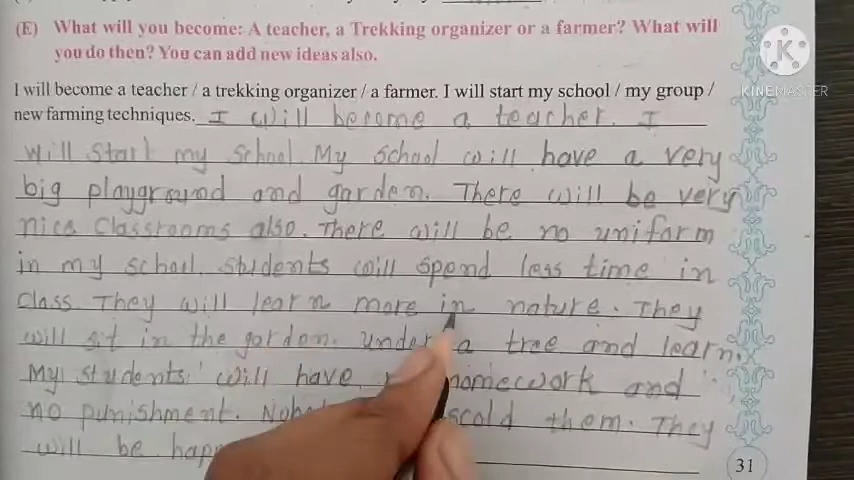 (E) What will you become: A teacher, a Trekking organizer or a farmer? What will
you do then? You can add new ideas also.
I will become a teacher / a trekking organizer / a farmer. I will start my school / my group /
new farming techniques. I will become a teacher. I
will start my school. My school will have a very
big playground and garden. There will be very
nice classrooms also. There will be no uniform
in my school. students will spend less time in
class They will learn more in nature. They
will sit in the garden. under a tree and learn.
My students' will have homework and
no punishment. scold them. They
will be
31
KINEMASTER